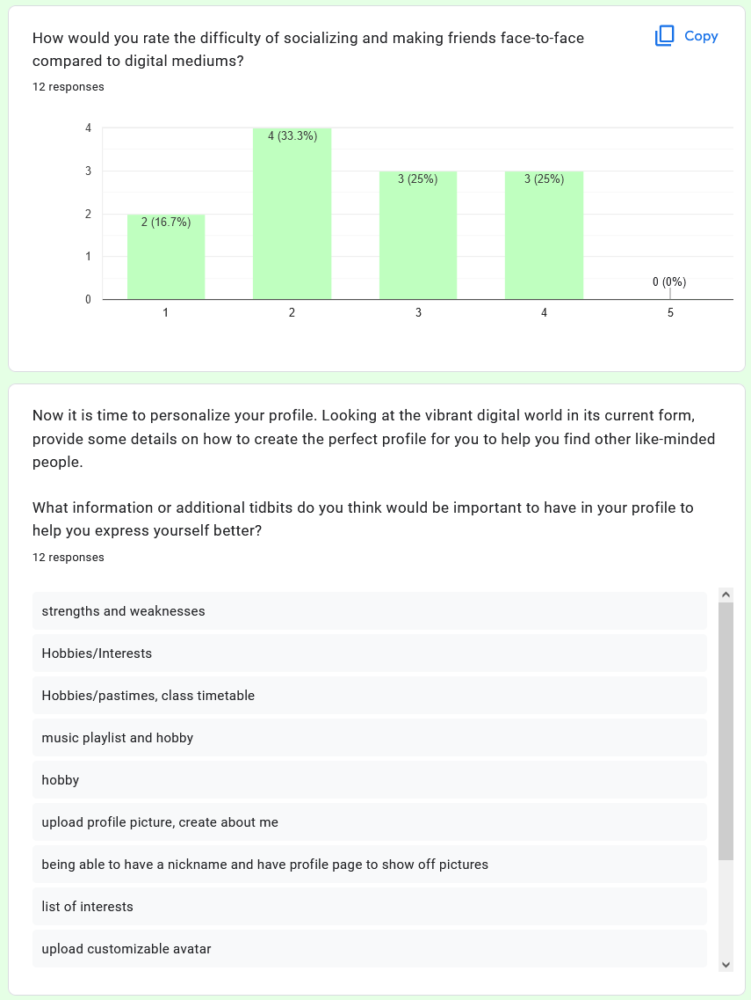 How would you rate the difficulty of socializing and making friends face-to-face
compared to digital mediums?
Copy
12 responses
4
3
2
1
0
2 (16.7%)
4 (33.3%)
3 (25%)
3 (25%)
0 (0%)
1
2
3
4
5
Now it is time to personalize your profile. Looking at the vibrant digital world in its current form,
provide some details on how to create the perfect profile for you to help you find other like-minded
people.
What information or additional tidbits do you think would be important to have in your profile to
help you express yourself better?
12 responses
strengths and weaknesses
Hobbies/Interests
Hobbies/pastimes, class timetable
music playlist and hobby
hobby
upload profile picture, create about me
being able to have a nickname and have profile page to show off pictures
list of interests
upload customizable avatar